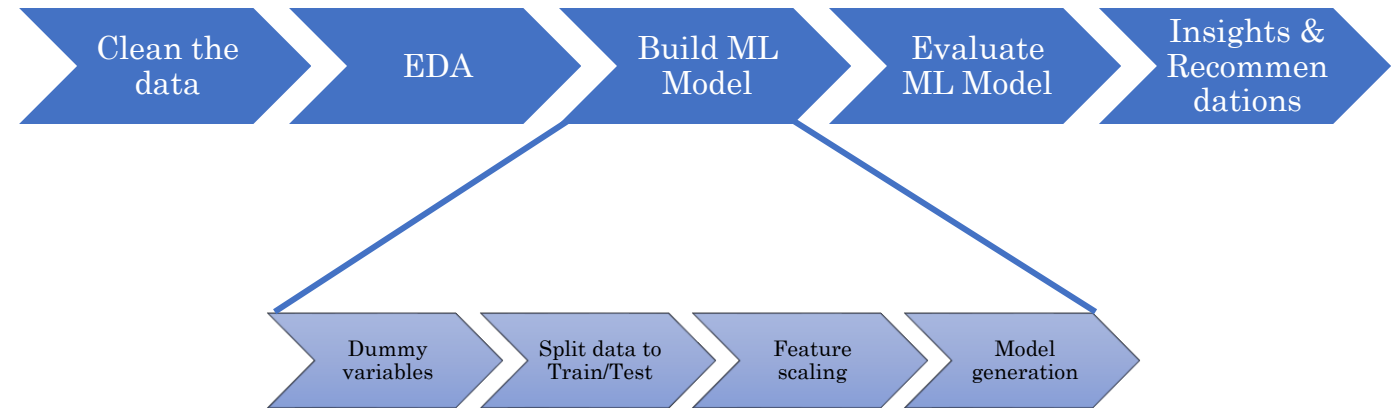 Clean the
data
EDA
Build ML
Model
Evaluate
ML Model
Insights &
Recommen
dations
Dummy
variables
Split data to
Train/Test
Feature
scaling
Model
generation